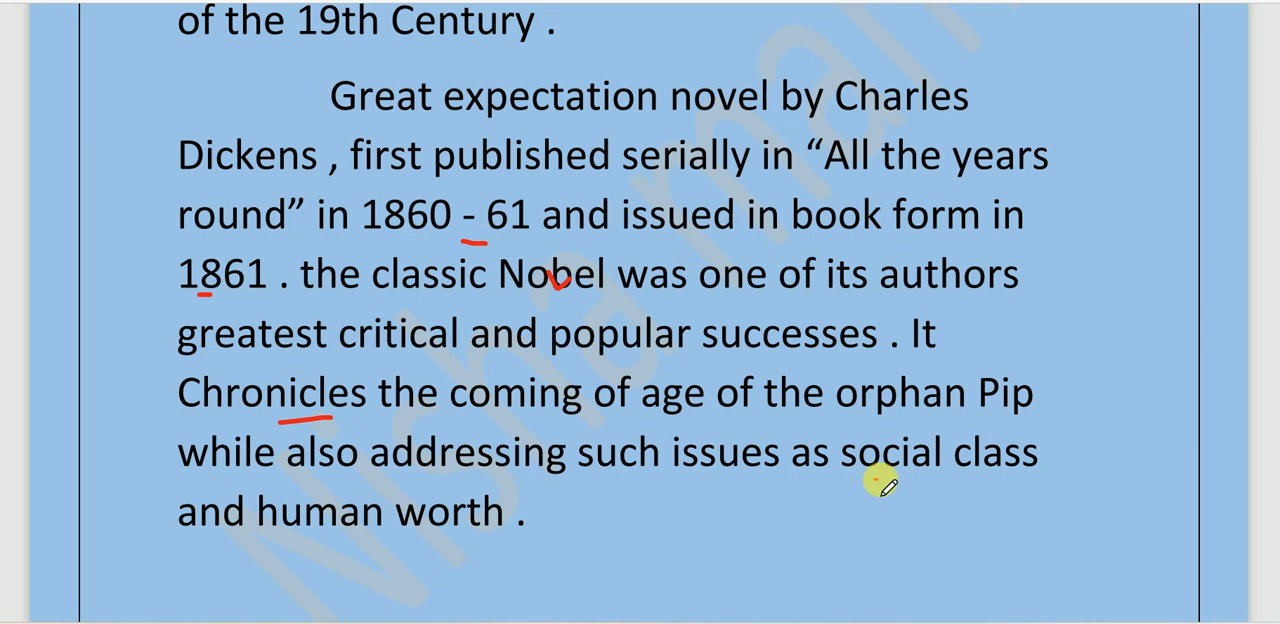 of the 19th Century .
Great expectation novel by Charles
Dickens , first published serially in “All the years
round” in 1860 - 61 and issued in book form in
1861 . the classic Nobel was one of its authors
greatest critical and popular successes . It
Chronicles the coming of age of the orphan Pip
while also addressing such issues as social class
and human worth .